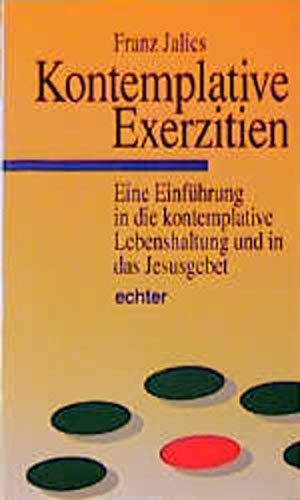 Franz Jalics
Kontemplative
Exerzitien
Eine Einführung
in die kontemplative
Lebenshaltung und in
das Jesusgebet
echter